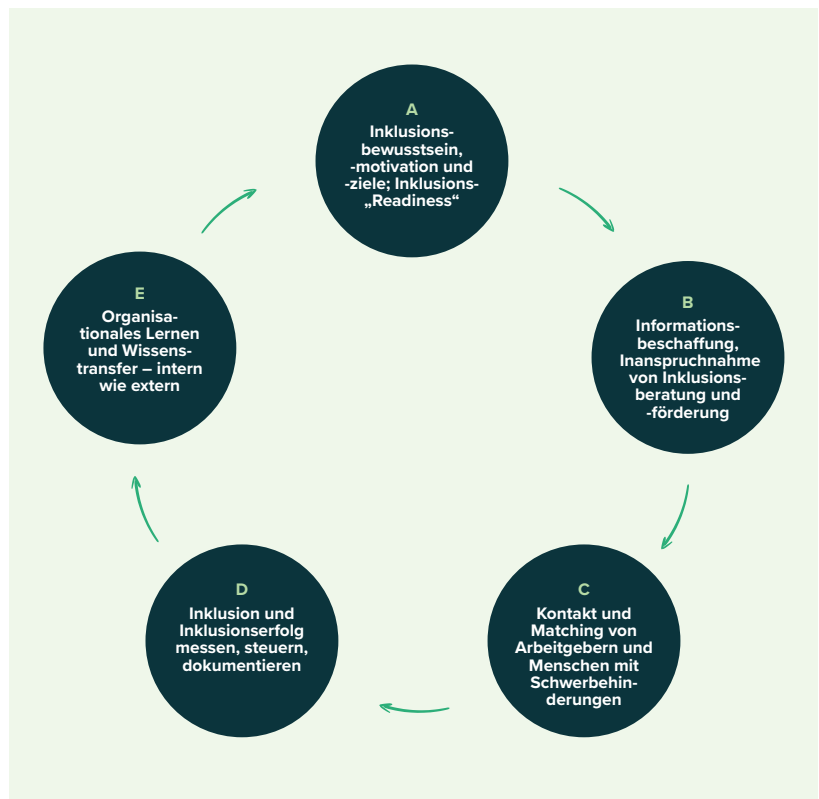 A
Inklusions-
bewusstsein,
-motivation und
-ziele; Inklusions-
„Readiness“
B
Informations-
beschaffung,
Inanspruchnahme
von Inklusions-
beratung und
-förderung
C
Kontakt und
Matching von
Arbeitgebern und
Menschen mit
Schwerbehin-
derungen
D
Inklusion und
Inklusionserfolg
messen, steuern,
dokumentieren
E
Organisa-
tionales Lernen
und Wissens-
transfer – intern
wie extern